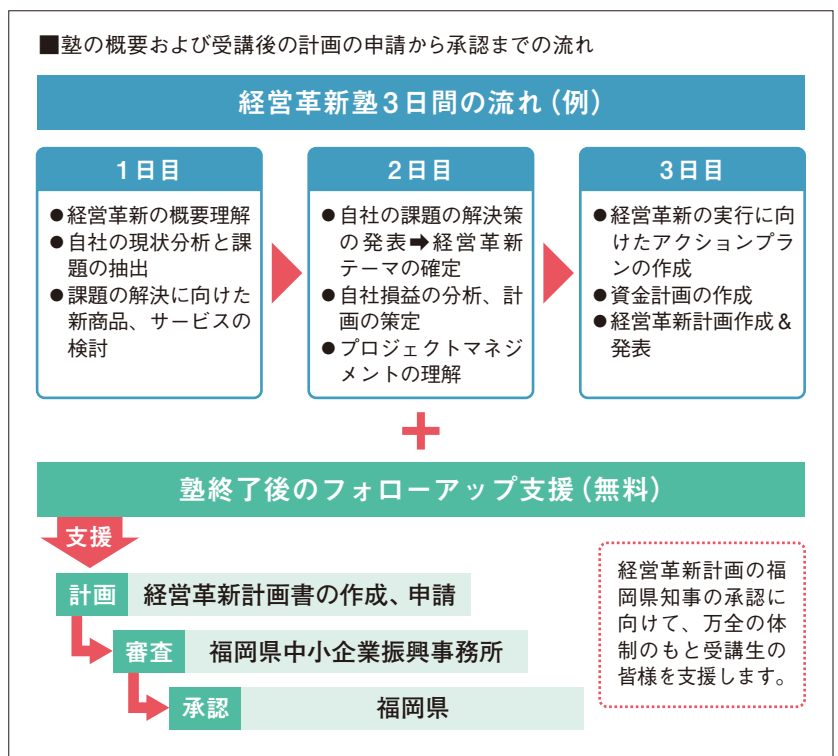 ■塾の概要および受講後の計画の申請から承認までの流れ
経営革新塾3日間の流れ(例)
1日目
●経営革新の概要理解
●自社の現状分析と課
題の抽出
●課題の解決に向けた
新商品、サービスの
検討
2日目
●自社の課題の解決策
の発表➡経営革新
テーマの確定
●自社損益の分析、計
画の策定
●プロジェクトマネジ
メントの理解
3日目
●経営革新の実行に向
けたアクションプラ
ンの作成
●資金計画の作成
●経営革新計画作成&
発表
+
塾終了後のフォローアップ支援(無料)
支援
計画 経営革新計画書の作成、申請
審査 福岡県中小企業振興事務所
承認 福岡県
経営革新計画の福
岡県知事の承認に
向けて、万全の体
制のもと受講生の
皆様を支援します。